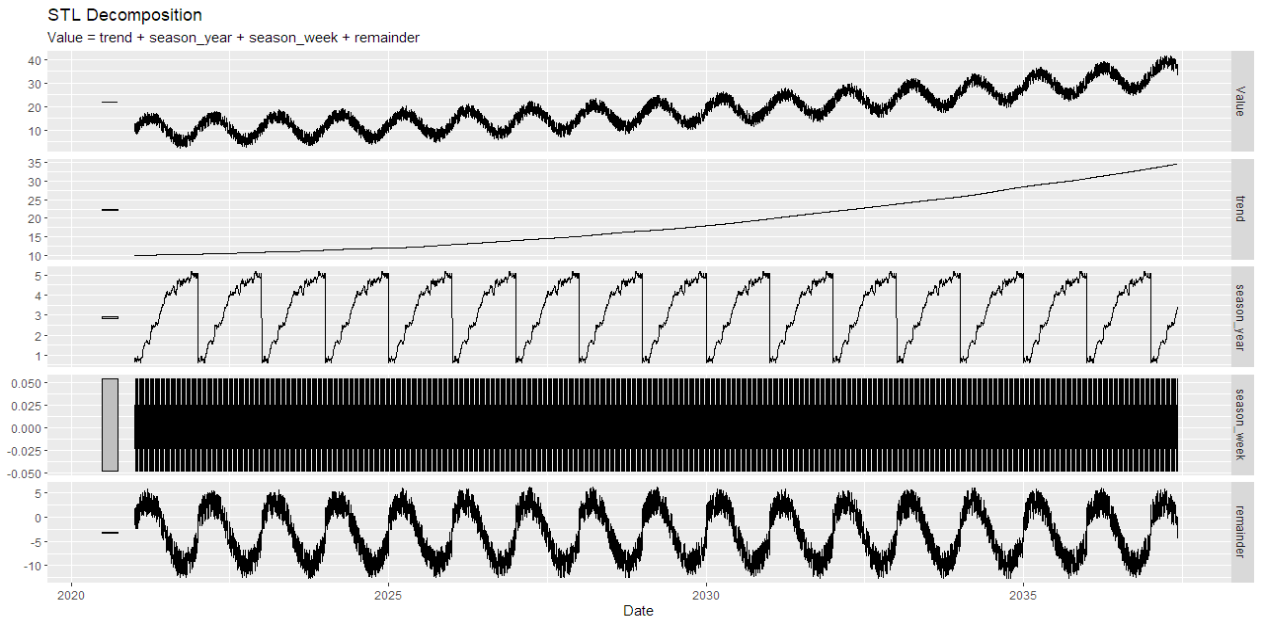 STL Decomposition
Value = trend + season_year + season_week + remainder
40
30
20
10
Value
35
30
25
20
15
10
trend
5
4
3
2
1
season_year
0.050
0.025
0.000
-0.025
-0.050
season_week
5
0
-5
-10
remainder
2020 2025 2030 2035
Date